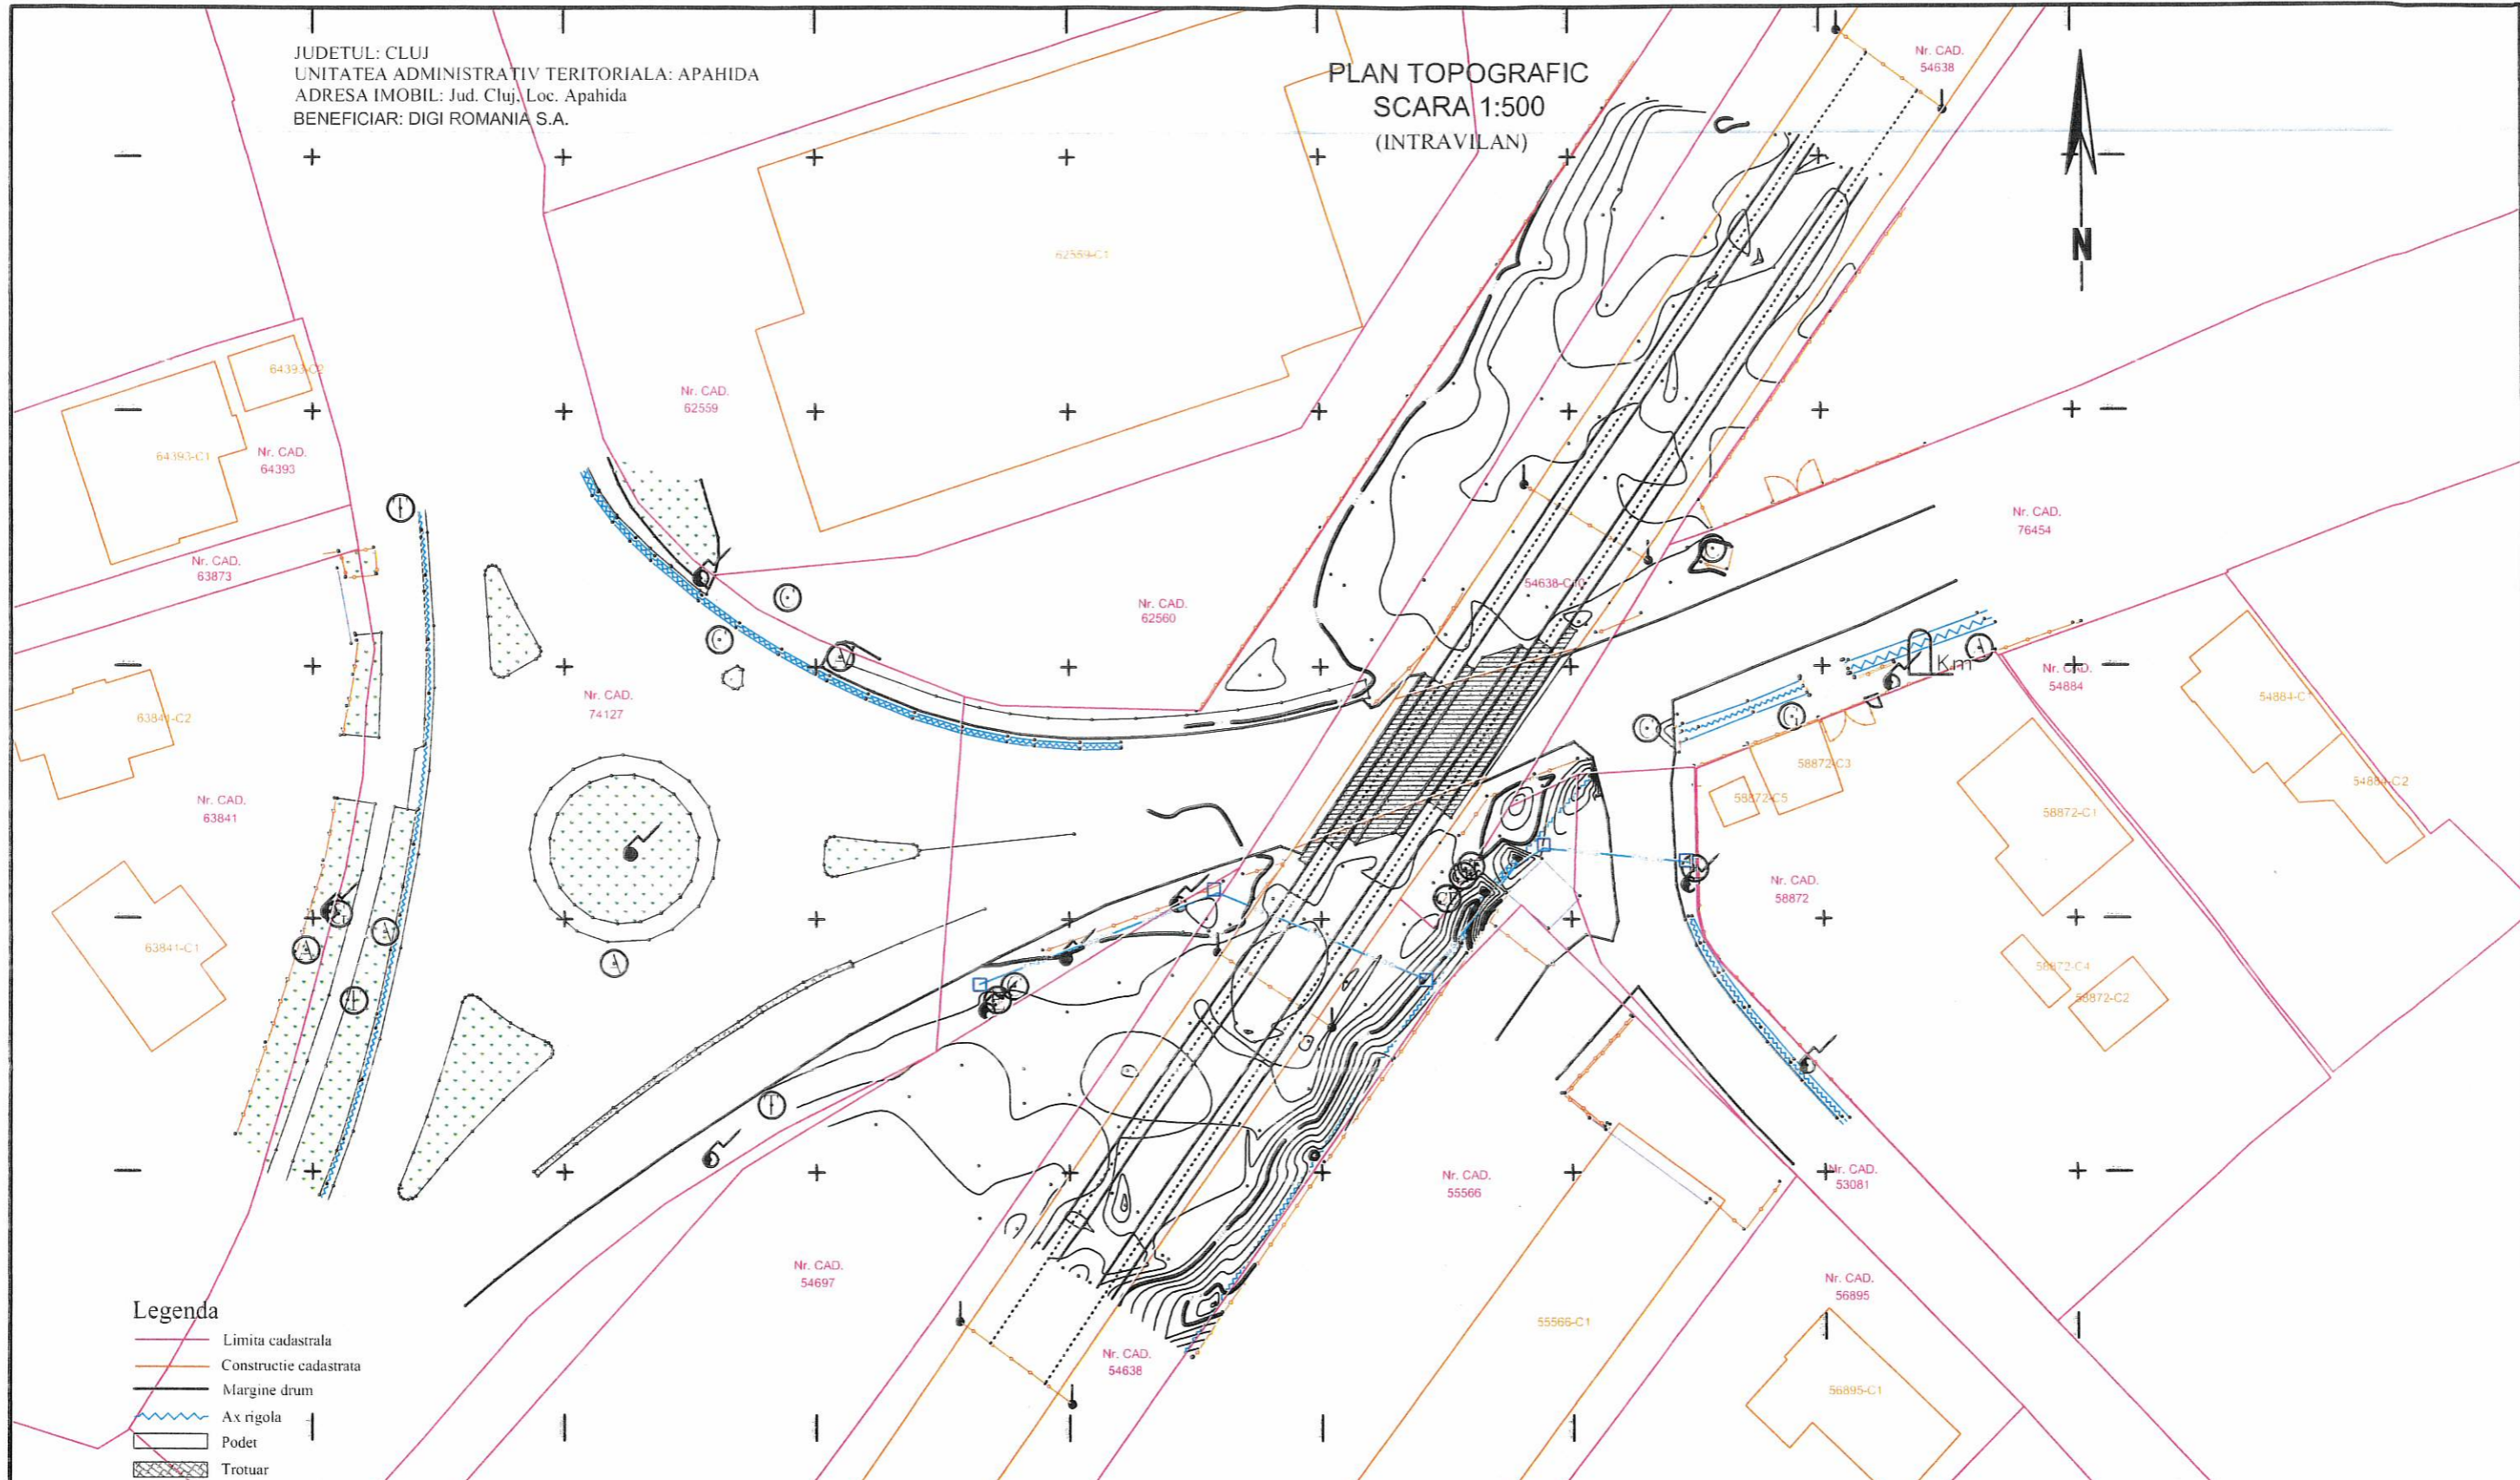 JUDETUL: CLUJ
UNITATEA ADMINISTRATIV TERITORIALA: APAHIDA
ADRESA IMOBIL: Jud. Cluj, Loc. Apahida
BENEFICIAR: DIGI ROMANIA S.A.
PLAN TOPOGRAFIC
SCARA 1:500
(INTRAVILAN)
Nr. CAD.
54638
N
62559-C1
64393-C2
Nr. CAD.
62559
64393-C1
Nr. CAD.
64393
Nr. CAD.
76454
Nr. CAD.
63873
54638-C10
Nr. CAD.
62560
Km
Nr. CAD.
54884
Nr. CAD.
74127
54884-C1
63841-C2
58872-C3
54884-C2
58872-C5
Nr. CAD.
63841
58872-C1
Nr. CAD.
58872
63841-C1
58872-C4
58872-C2
Nr. CAD.
55566
Nr. CAD.
53081
Nr. CAD.
54697
Nr. CAD.
56895
55566-C1
Nr. CAD.
54638
56895-C1
Legenda
Limita cadastrala
Constructie cadastrata
Margine drum
Ax rigola
Podet
Trotuar